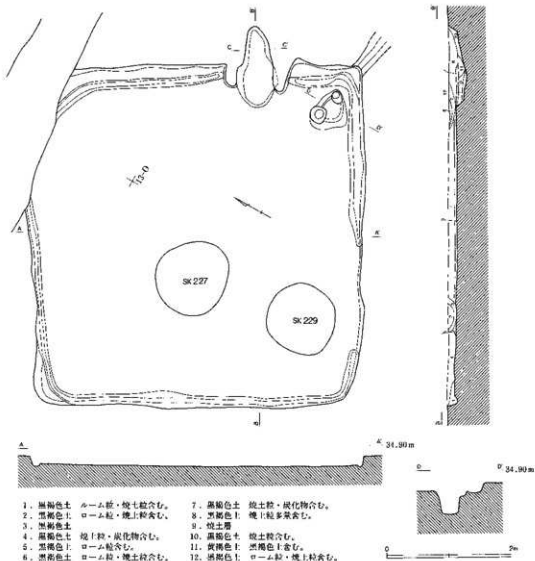 B
C
C'
D'
13-0
A
A'
SK227
SK229
B'
A
A' 34.90m
D
D' 34.90m
1. 黒褐色土 ルーム粒・焼土粒含む。
2. 黒褐色土 ローム粒・焼土粒含む。
3. 黒褐色土
4. 黒褐色土 焼土粒・炭化物含む。
5. 黒褐色土 ローム粒含む。
6. 黒褐色土 ローム粒・焼土粒含む。
7. 黒褐色土 焼土粒・炭化物含む。
8. 黒褐色土 焼土粒多量含む。
9. 焼土層
10. 黒褐色土 焼土粒含む。
11. 黄褐色土 黒褐色土含む。
12. 黒褐色土 ローム粒・焼土粒含む。
0
2m